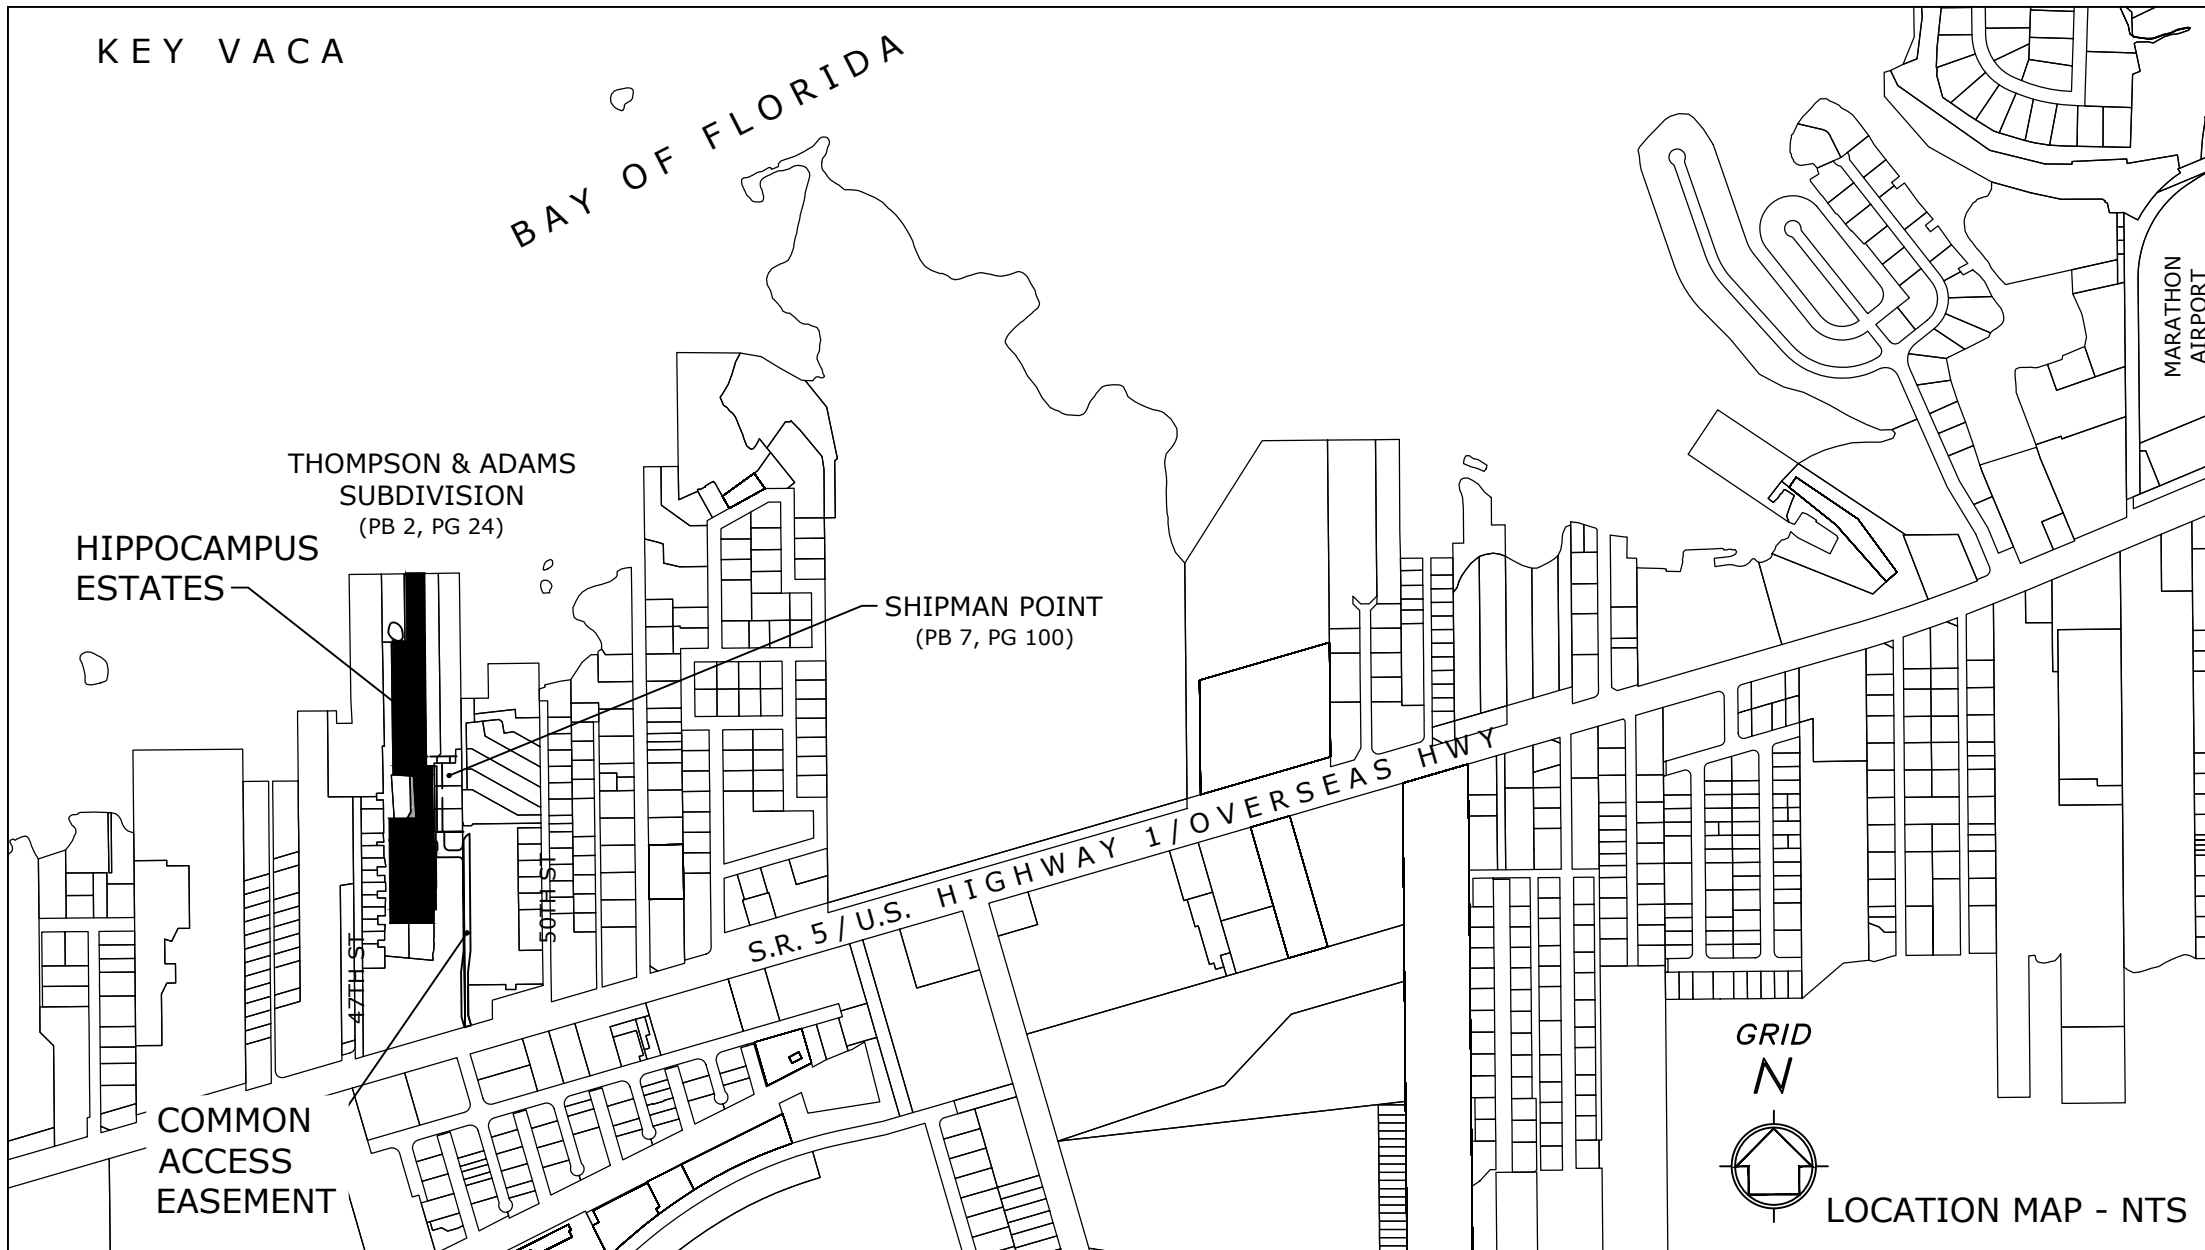 KEY VACA
BAY OF FLORIDA
MARATHON
AIRPORT
THOMPSON & ADAMS
SUBDIVISION
(PB 2, PG 24)
HIPPOCAMPUS
ESTATES
SHIPMAN POINT
(PB 7, PG 100)
S.R. 5 / U.S. HIGHWAY 1 / OVERSEAS HWY
50TH ST
47TH ST
COMMON
ACCESS
EASEMENT
GRID
N
LOCATION MAP - NTS